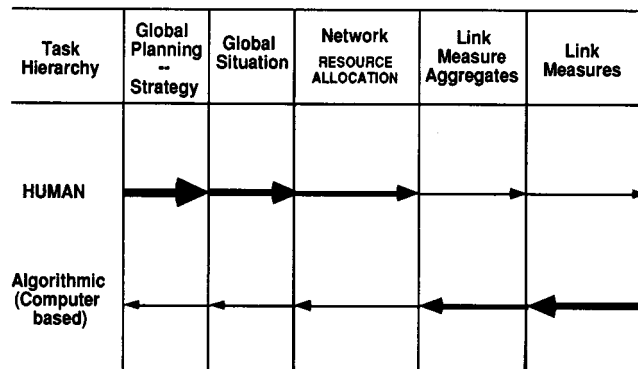 Task
Hierarchy
Global
Planning
--
Strategy
Global
Situation
Network
RESOURCE
ALLOCATION
Link
Measure
Aggregates
Link
Measures
HUMAN
Algorithmic
(Computer
based)